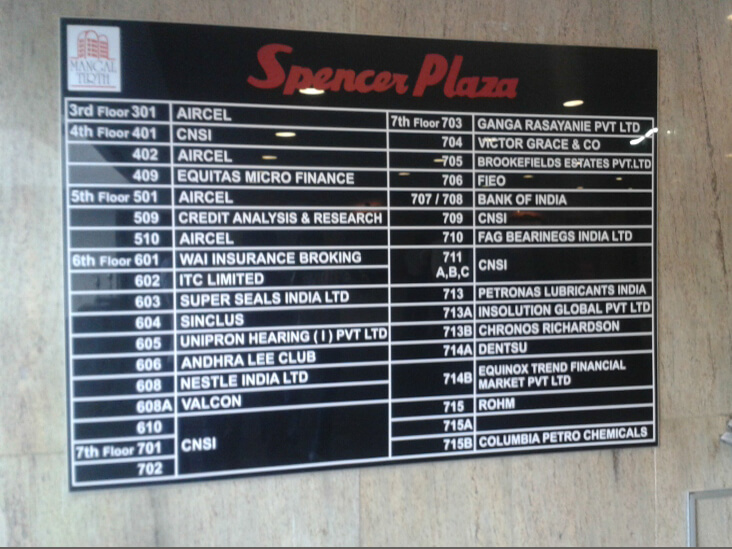 MANGAL
TIRTH
Spencer Plaza
3rd Floor 301 AIRCEL
4th Floor 401 CNSI
402 AIRCEL
409 EQUITAS MICRO FINANCE
5th Floor 501 AIRCEL
509 CREDIT ANALYSIS & RESEARCH
510 AIRCEL
6th Floor 601 WAI INSURANCE BROKING
602 ITC LIMITED
603 SUPER SEALS INDIA LTD
604 SINCLUS
605 UNIPRON HEARING ( I ) PVT LTD
606 ANDHRA LEE CLUB
608 NESTLE INDIA LTD
608A VALCON
610
7th Floor 701 CNSI
702
7th Floor 703 GANGA RASAYANIE PVT LTD
704 VICTOR GRACE & CO
705 BROOKEFIELDS ESTATES PVT.LTD
706 FIEO
707 / 708 BANK OF INDIA
709 CNSI
710 FAG BEARINEGS INDIA LTD
711
A,B,C CNSI
713 PETRONAS LUBRICANTS INDIA
713A INSOLUTION GLOBAL PVT LTD
713B CHRONOS RICHARDSON
714A DENTSU
714B EQUINOX TREND FINANCIAL
MARKET PVT LTD
715 ROHM
715A
715B COLUMBIA PETRO CHEMICALS